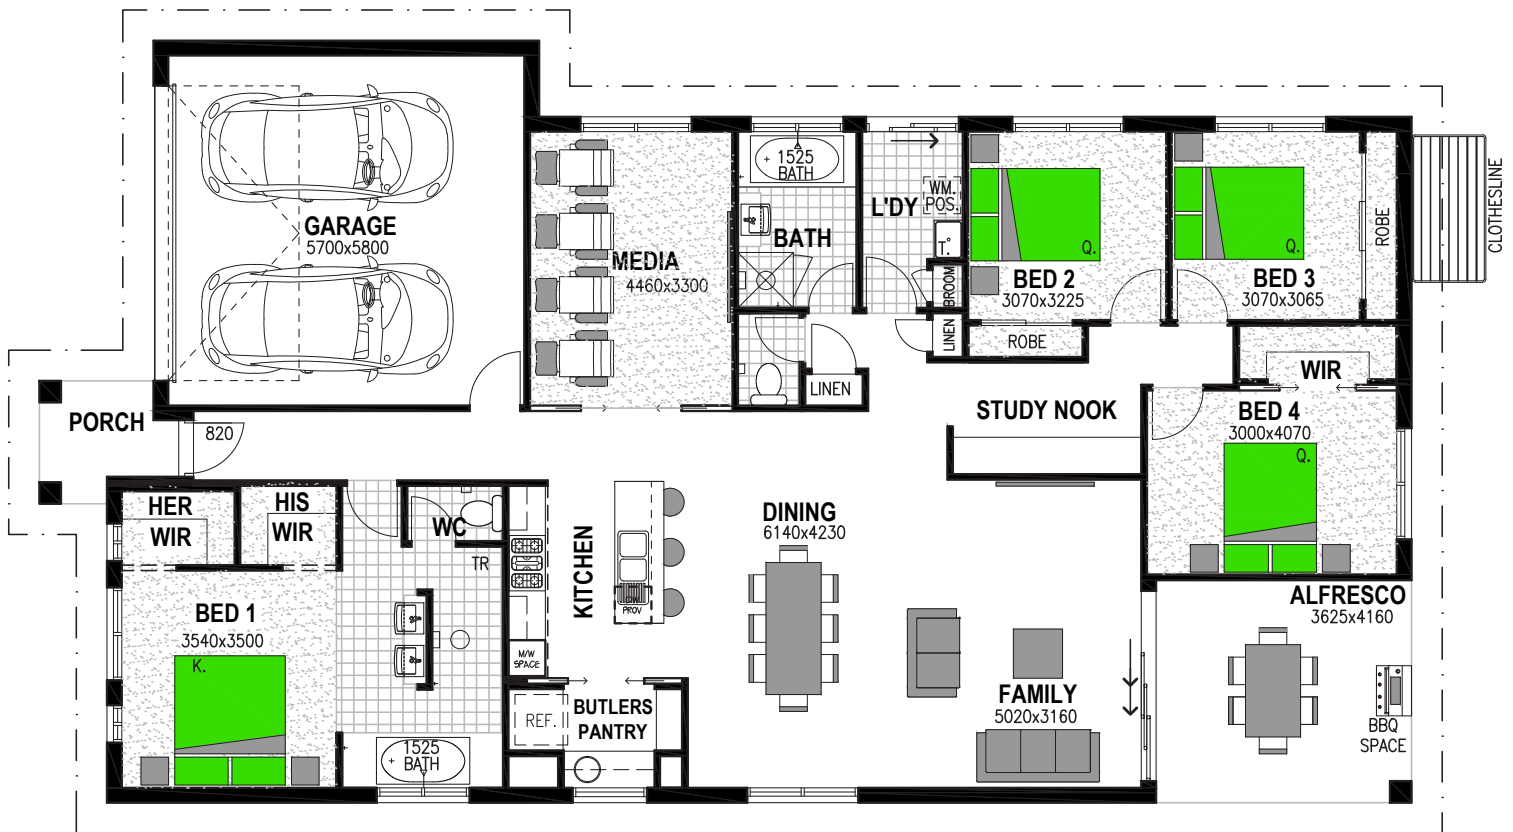 GARAGE
5700x5800
MEDIA
4460x3300
1525
BATH
BATH
L'DY
WM.
POS.
T.
BROOM
LINEN
LINEN
Q.
BED 2
3070x3225
ROBE
Q.
BED 3
3070x3065
ROBE
CLOTHESLINE
WIR
STUDY NOOK
BED 4
3000x4070
Q.
PORCH
820
HER
WIR
HIS
WIR
WC
TR
KITCHEN
DW
PROV
M/W
SPACE
DINING
6140x4230
BED 1
3540x3500
K.
1525
BATH
REF.
BUTLERS
PANTRY
FAMILY
5020x3160
ALFRESCO
3625x4160
BBQ
SPACE